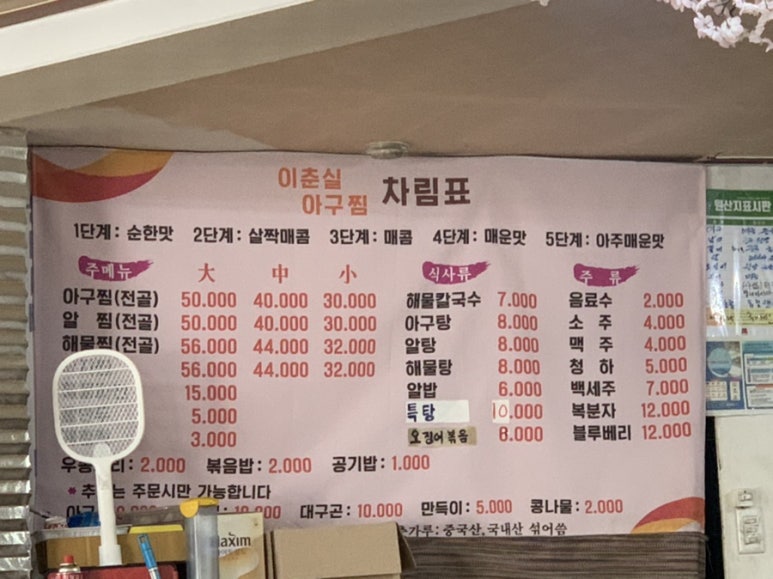 이춘실
아구찜 차림표
1단계: 순한맛 2단계: 살짝매콤 3단계: 매콤 4단계: 매운맛 5단계: 아주매운맛
주메뉴 大 中 小
아구찜(전골) 50.000 40.000 30.000
알 찜(전골) 50.000 40.000 30.000
해물찜(전골) 56.000 44.000 32.000
56.000 44.000 32.000
15.000
5.000
3.000
식사류
해물칼국수 7.000
아구탕 8.000
알탕 8.000
해물탕 8.000
알밥 6.000
특탕 10.000
오징어볶음 8.000
주 류
음료수 2.000
소 주 4.000
맥 주 4.000
청 하 5.000
백세주 7.000
복분자 12.000
블루베리 12.000
2.000 볶음밥: 2.000 공기밥: 1.000
* 주문시만 가능합니다
대구곤: 10.000 만득이: 5.000 콩나물: 2.000
중국산,국내산 섞어씀
원산지표시판
Maxim